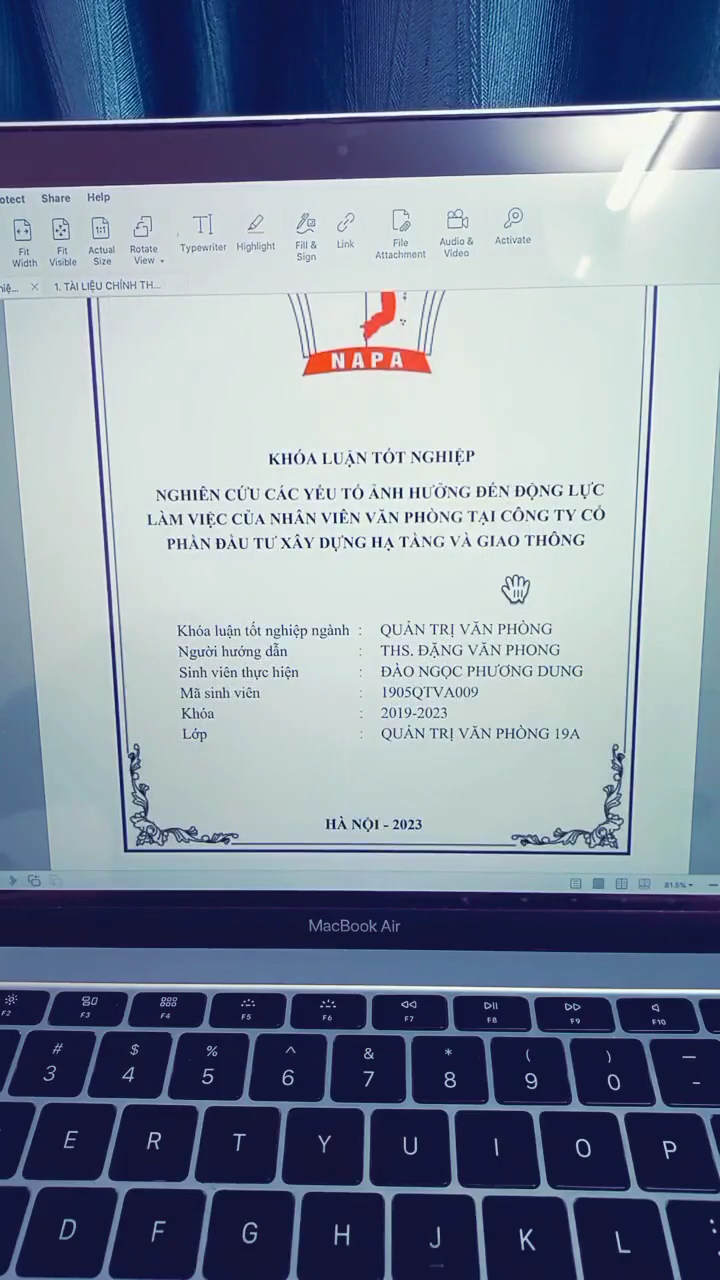 otect Share Help
Fit Width
Fit Visible
Actual Size
Rotate View
Typewriter
Highlight
Fill & Sign
Link
File Attachment
Audio & Video
Activate
1. TÀI LIỆU CHÍNH TH...
NAPA
KHÓA LUẬN TỐT NGHIỆP
NGHIÊN CỨU CÁC YẾU TỐ ẢNH HƯỞNG ĐẾN ĐỘNG LỰC
LÀM VIỆC CỦA NHÂN VIÊN VĂN PHÒNG TẠI CÔNG TY CỔ
PHẦN ĐẦU TƯ XÂY DỰNG HẠ TẦNG VÀ GIAO THÔNG
Khóa luận tốt nghiệp ngành : QUẢN TRỊ VĂN PHÒNG
Người hướng dẫn : THS. ĐẶNG VĂN PHONG
Sinh viên thực hiện : ĐÀO NGỌC PHƯƠNG DUNG
Mã sinh viên : 1905QTVA009
Khóa : 2019-2023
Lớp : QUẢN TRỊ VĂN PHÒNG 19A
HÀ NỘI - 2023
81.5%
MacBook Air
F2 F3 F4 F5 F6 F7 F8 F9 F10
# $ % ^ & * ( ) —
3 4 5 6 7 8 9 0 -
E R T Y U I O P
D F G H J K L